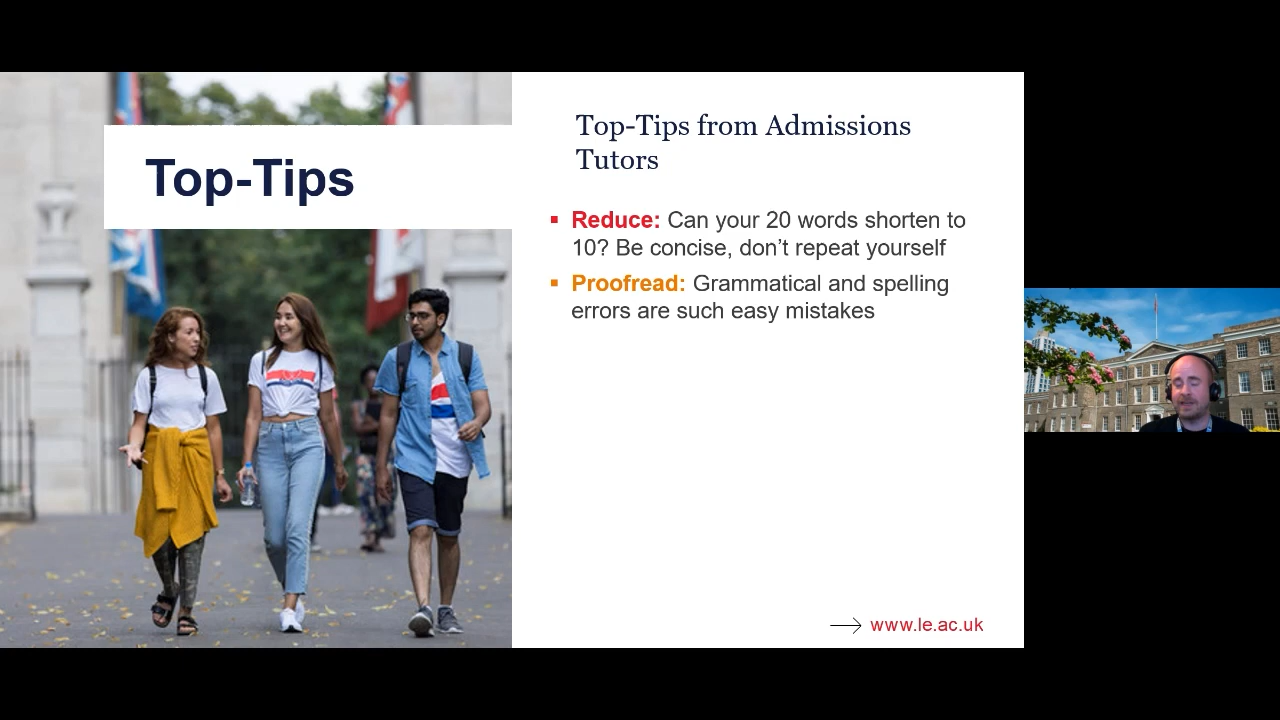 Top-Tips
Top-Tips from Admissions
Tutors
▪ Reduce: Can your 20 words shorten to
10? Be concise, don’t repeat yourself
▪ Proofread: Grammatical and spelling
errors are such easy mistakes
www.le.ac.uk